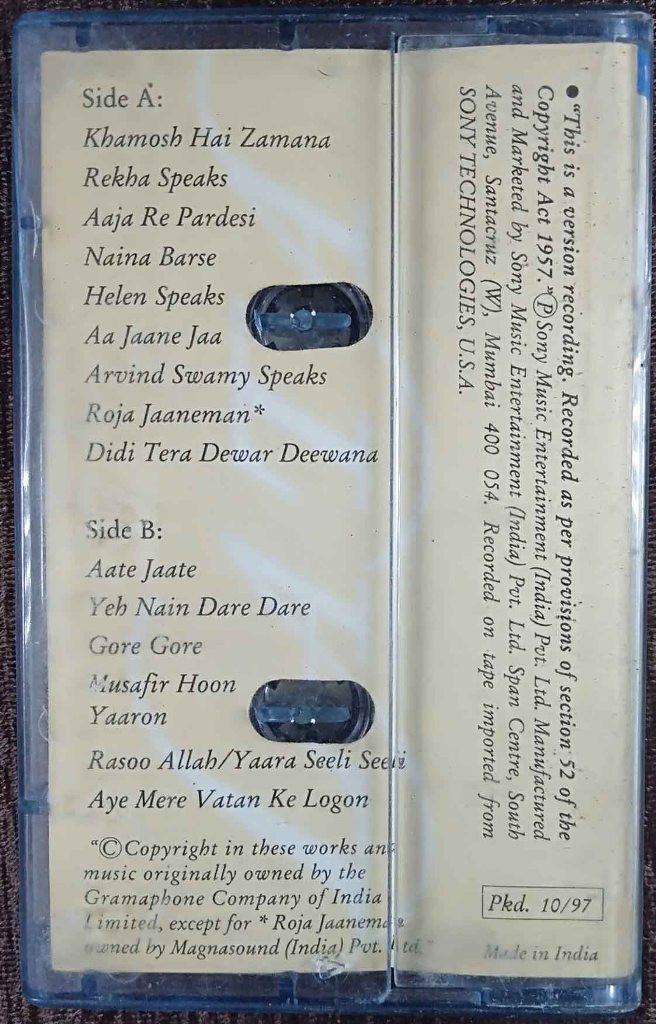 Side A:
Khamosh Hai Zamana
Rekha Speaks
Aaja Re Pardesi
Naina Barse
Helen Speaks
Aa Jaane Jaa
Arvind Swamy Speaks
Roja Jaaneman*
Didi Tera Dewar Deewana
Side B:
Aate Jaate
Yeh Nain Dare Dare
Gore Gore
Musafir Hoon
Yaaron
Rasoo Allah/Yaara Seeli Seeli
Aye Mere Vatan Ke Logon
"©Copyright in these works and
music originally owned by the
Gramaphone Company of India
Limited, except for * Roja Jaaneman
owned by Magnasound (India) Pvt. Ltd."
● "This is a version recording. Recorded as per provisions of section 52 of the
Copyright Act 1957." ℗Sony Music Entertainment (India) Pvt. Ltd. Manufactured
and Marketed by Sony Music Entertainment (India) Pvt. Ltd. Span Centre, South
Avenue, Santacruz (W), Mumbai 400 054. Recorded on tape imported from
SONY TECHNOLOGIES, U.S.A.
Pkd. 10/97
Made in India